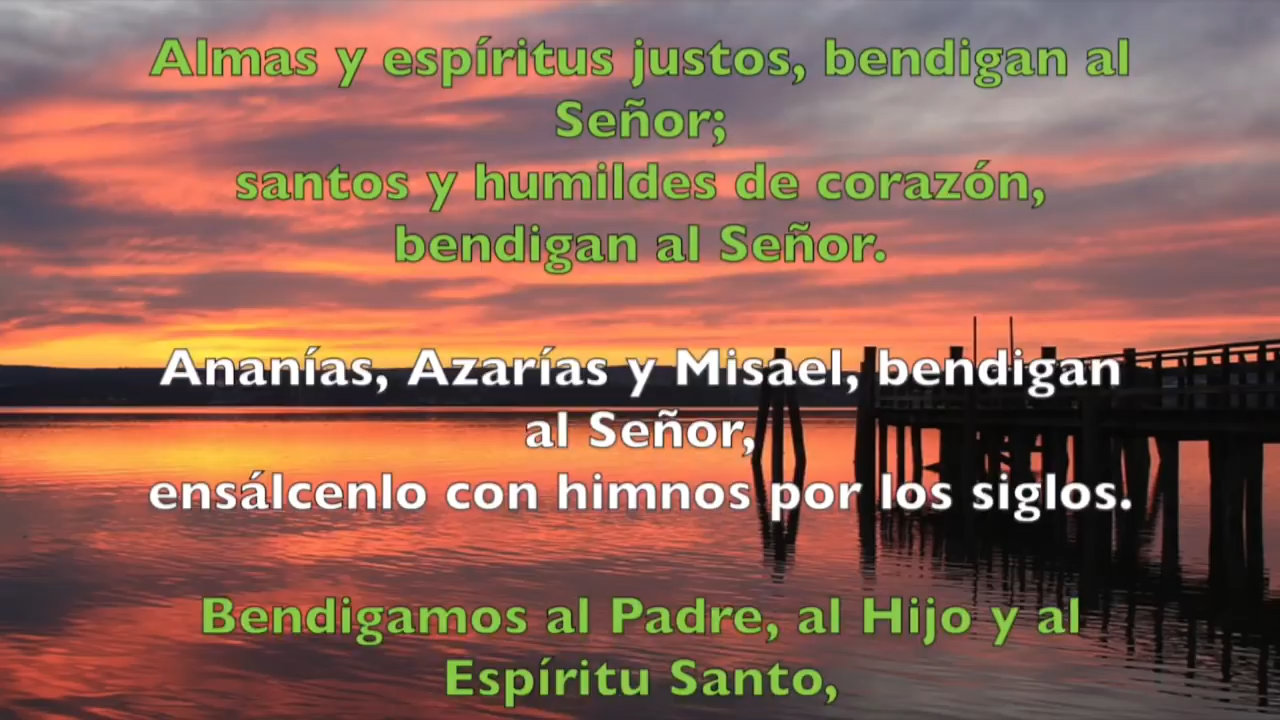 Almas y espíritus justos, bendigan al
Señor;
santos y humildes de corazón,
bendigan al Señor.
Ananías, Azarías y Misael, bendigan
al Señor,
ensálcenlo con himnos por los siglos.
Bendigamos al Padre, al Hijo y al
Espíritu Santo,